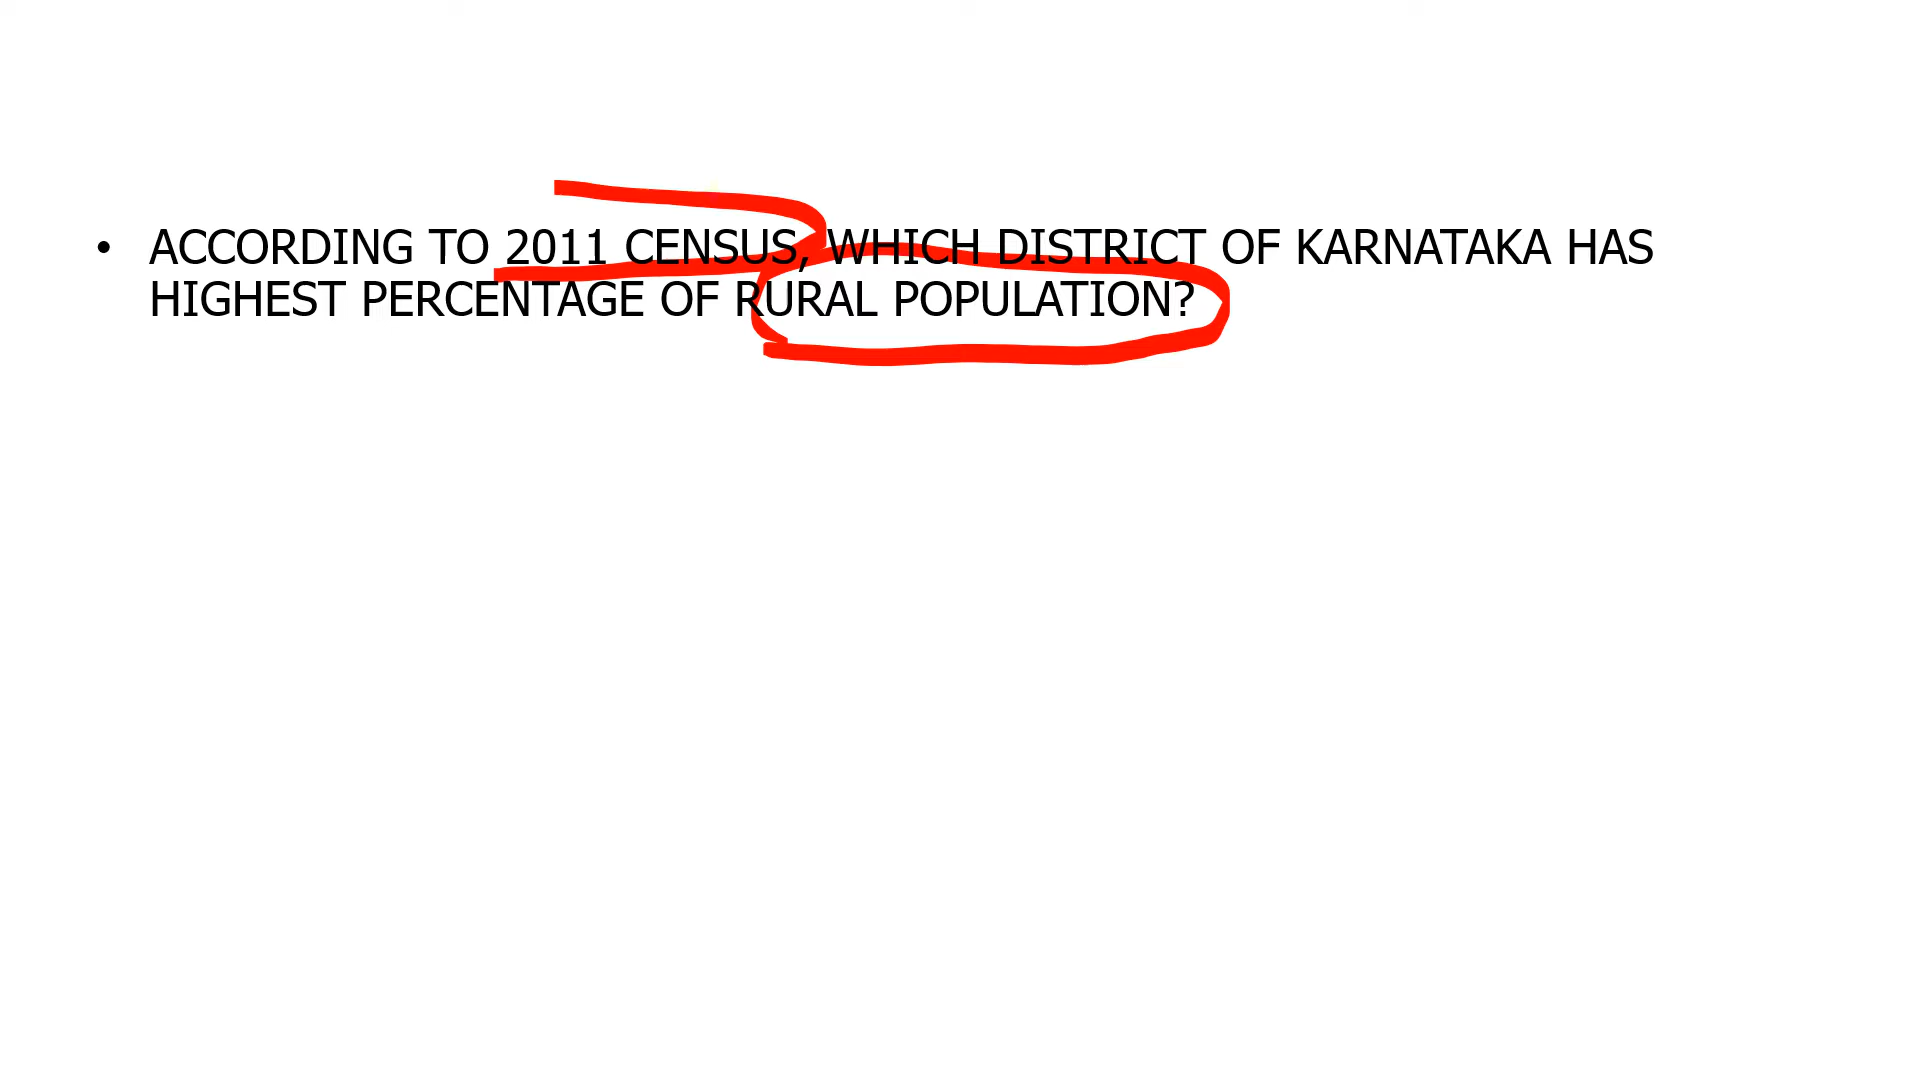 • ACCORDING TO 2011 CENSUS, WHICH DISTRICT OF KARNATAKA HAS
HIGHEST PERCENTAGE OF RURAL POPULATION?